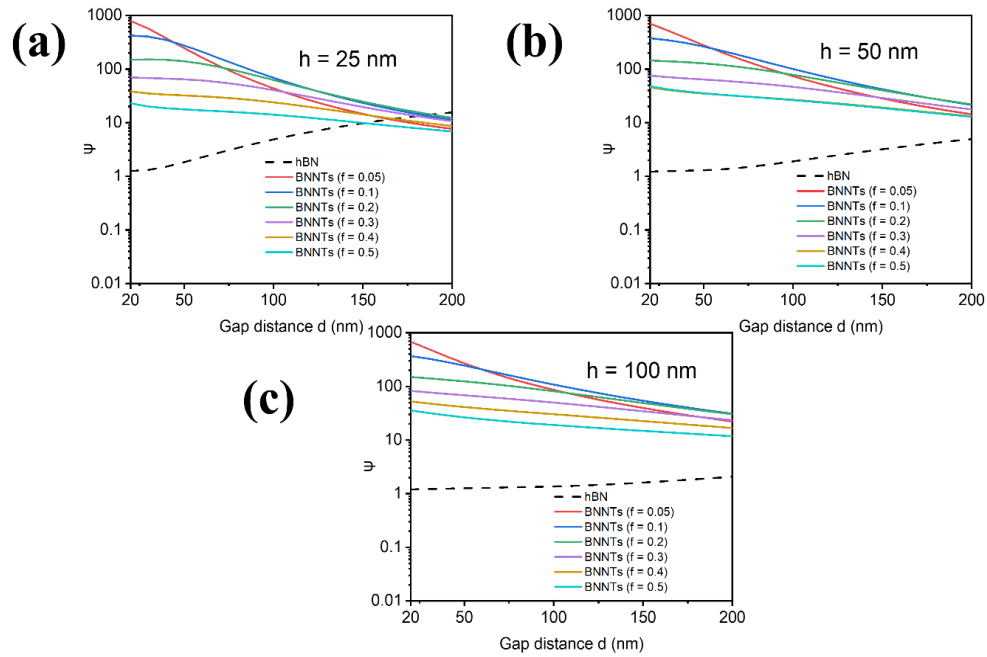 (a)
1000
100
10
1
0.1
0.01
ψ
h = 25 nm
hBN
BNNTs (f = 0.05)
BNNTs (f = 0.1)
BNNTs (f = 0.2)
BNNTs (f = 0.3)
BNNTs (f = 0.4)
BNNTs (f = 0.5)
20 50 100 150 200
Gap distance d (nm)
(b)
1000
100
10
1
0.1
0.01
ψ
h = 50 nm
hBN
BNNTs (f = 0.05)
BNNTs (f = 0.1)
BNNTs (f = 0.2)
BNNTs (f = 0.3)
BNNTs (f = 0.4)
BNNTs (f = 0.5)
20 50 100 150 200
Gap distance d (nm)
(c)
1000
100
10
1
0.1
0.01
ψ
h = 100 nm
hBN
BNNTs (f = 0.05)
BNNTs (f = 0.1)
BNNTs (f = 0.2)
BNNTs (f = 0.3)
BNNTs (f = 0.4)
BNNTs (f = 0.5)
20 50 100 150 200
Gap distance d (nm)